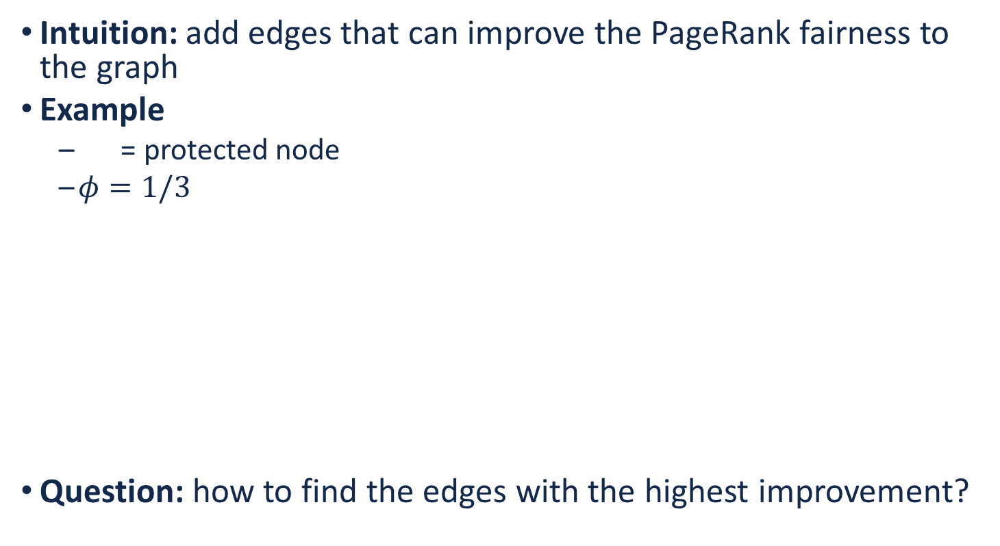 • Intuition: add edges that can improve the PageRank fairness to
the graph
• Example
– = protected node
– ϕ = 1/3
• Question: how to find the edges with the highest improvement?